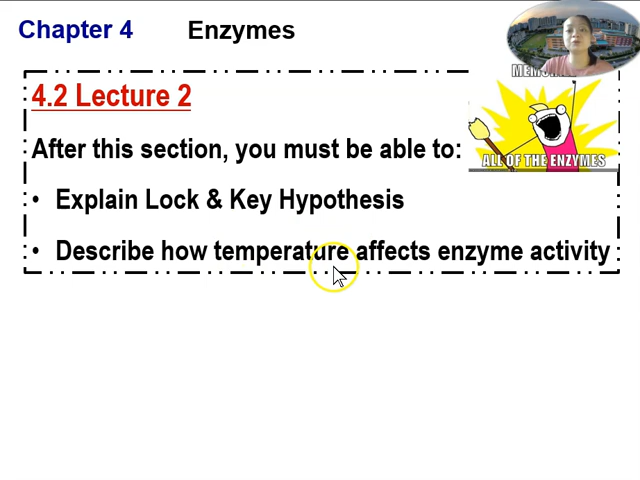 Chapter 4 Enzymes
4.2 Lecture 2
After this section, you must be able to:
• Explain Lock & Key Hypothesis
• Describe how temperature affects enzyme activity
ALL OF THE ENZYMES